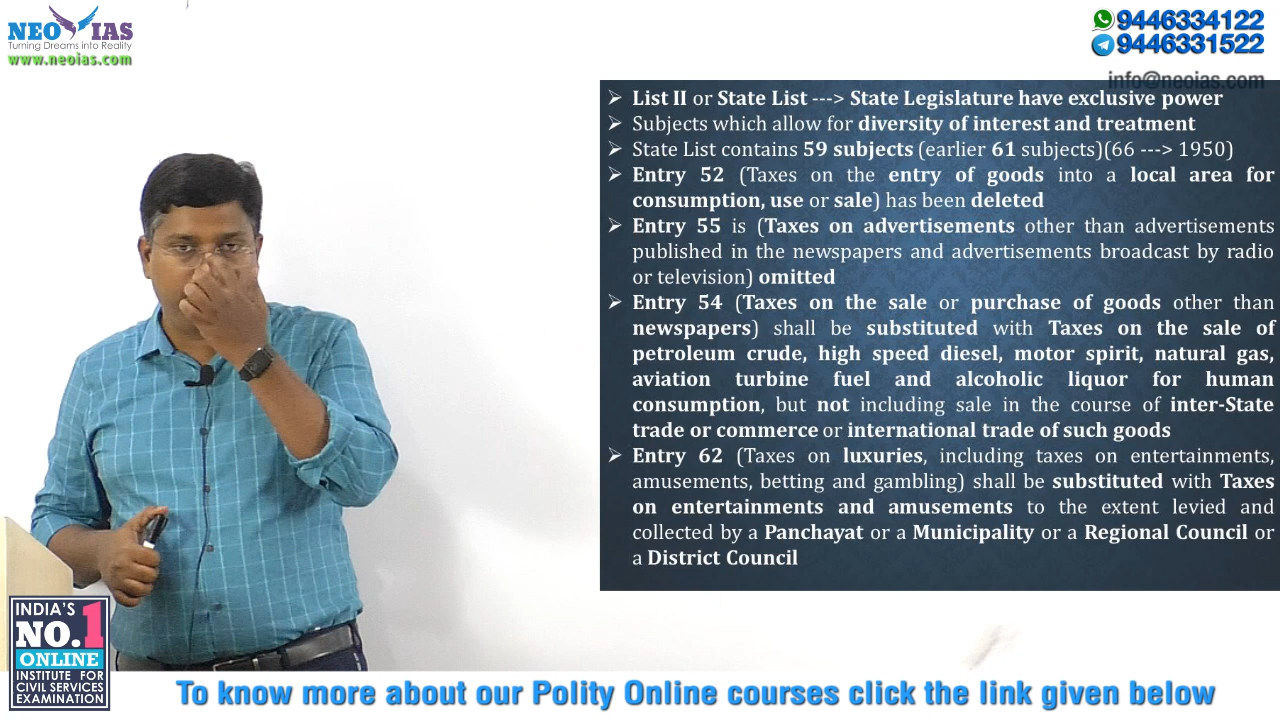 NEO IAS
Turning Dreams into Reality
www.neoias.com
9446334122
9446331522
info@neoias.com
➢ List II or State List ---> State Legislature have exclusive power
➢ Subjects which allow for diversity of interest and treatment
➢ State List contains 59 subjects (earlier 61 subjects)(66 ---> 1950)
➢ Entry 52 (Taxes on the entry of goods into a local area for
consumption, use or sale) has been deleted
➢ Entry 55 is (Taxes on advertisements other than advertisements
published in the newspapers and advertisements broadcast by radio
or television) omitted
➢ Entry 54 (Taxes on the sale or purchase of goods other than
newspapers) shall be substituted with Taxes on the sale of
petroleum crude, high speed diesel, motor spirit, natural gas,
aviation turbine fuel and alcoholic liquor for human
consumption, but not including sale in the course of inter-State
trade or commerce or international trade of such goods
➢ Entry 62 (Taxes on luxuries, including taxes on entertainments,
amusements, betting and gambling) shall be substituted with Taxes
on entertainments and amusements to the extent levied and
collected by a Panchayat or a Municipality or a Regional Council or
a District Council
INDIA'S
NO.1
ONLINE
INSTITUTE FOR
CIVIL SERVICES
EXAMINATION
To know more about our Polity Online courses click the link given below